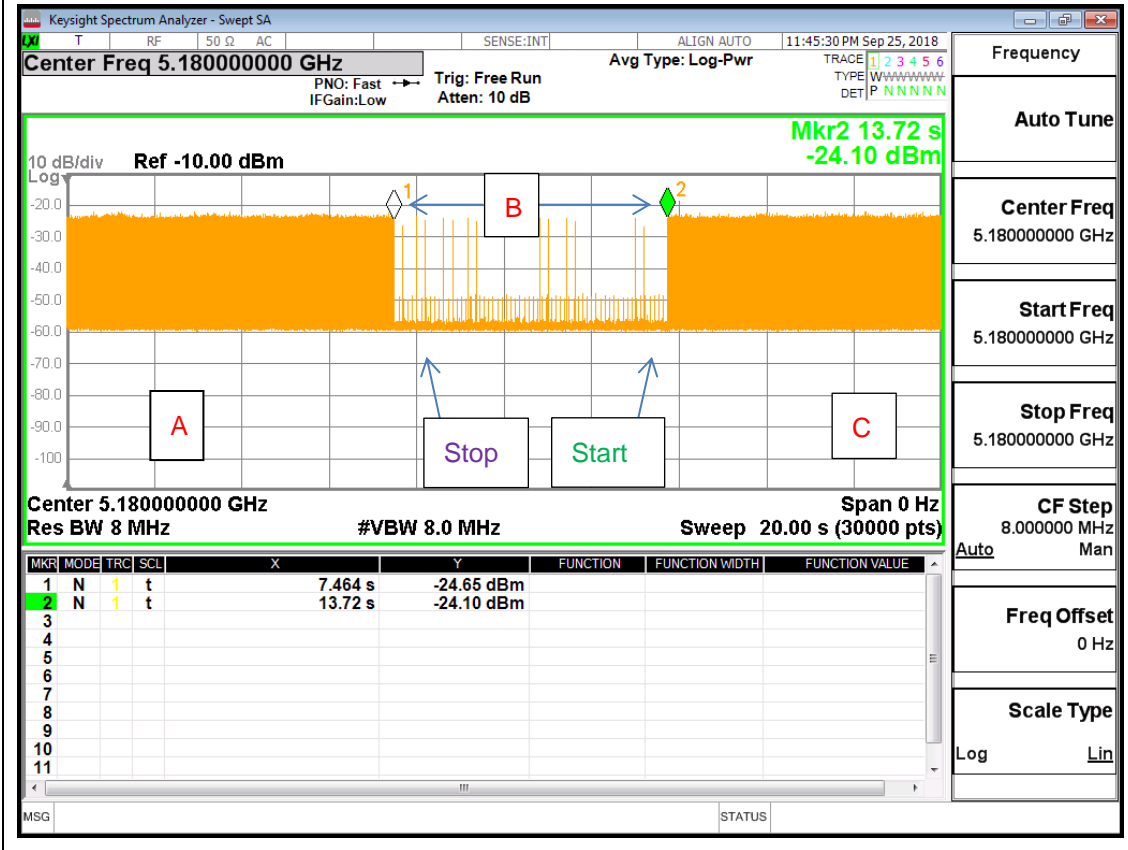 Keysight Spectrum Analyzer - Swept SA
LXI T RF 50 Ω AC SENSE:INT ALIGN AUTO 11:45:30 PM Sep 25, 2018
Center Freq 5.180000000 GHz
PNO: Fast
IFGain:Low
Trig: Free Run
Atten: 10 dB
Avg Type: Log-Pwr
TRACE 1 2 3 4 5 6
TYPE WWWWWW
DET P N N N N N
Mkr2 13.72 s
-24.10 dBm
10 dB/div Ref -10.00 dBm
Log
-20.0
-30.0
-40.0
-50.0
-60.0
-70.0
-80.0
-90.0
-100
1
B
2
A
Stop
Start
C
Center 5.180000000 GHz Span 0 Hz
Res BW 8 MHz #VBW 8.0 MHz Sweep 20.00 s (30000 pts)
MKR MODE TRC SCL X Y FUNCTION FUNCTION WIDTH FUNCTION VALUE
1 N 1 t 7.464 s -24.65 dBm
2 N 1 t 13.72 s -24.10 dBm
3
4
5
6
7
8
9
10
11
MSG STATUS
Frequency
Auto Tune
Center Freq
5.180000000 GHz
Start Freq
5.180000000 GHz
Stop Freq
5.180000000 GHz
CF Step
8.000000 MHz
Auto Man
Freq Offset
0 Hz
Scale Type
Log Lin